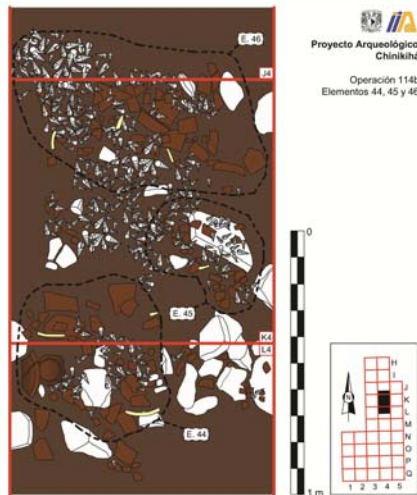 Proyecto Arqueológico
Chinikihá
Operación 114b
Elementos 44, 45 y 46
E. 46
J4
E. 45
K4
L4
E. 44
0
1 m
H
I
J
K
L
M
N
O
P
Q
N
1 2 3 4 5